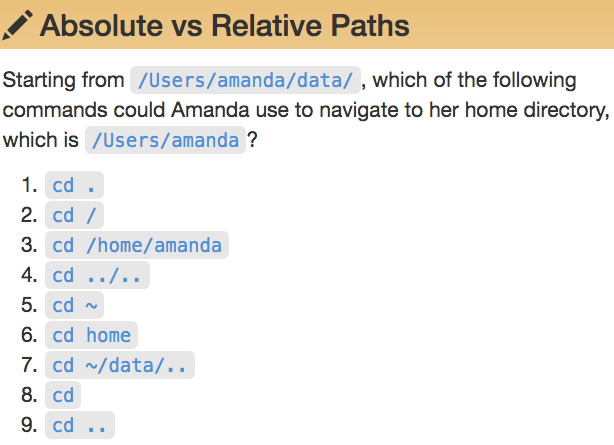 Absolute vs Relative Paths
Starting from /Users/amanda/data/, which of the following
commands could Amanda use to navigate to her home directory,
which is /Users/amanda?
1. cd .
2. cd /
3. cd /home/amanda
4. cd ../..
5. cd ~
6. cd home
7. cd ~/data/..
8. cd
9. cd ..